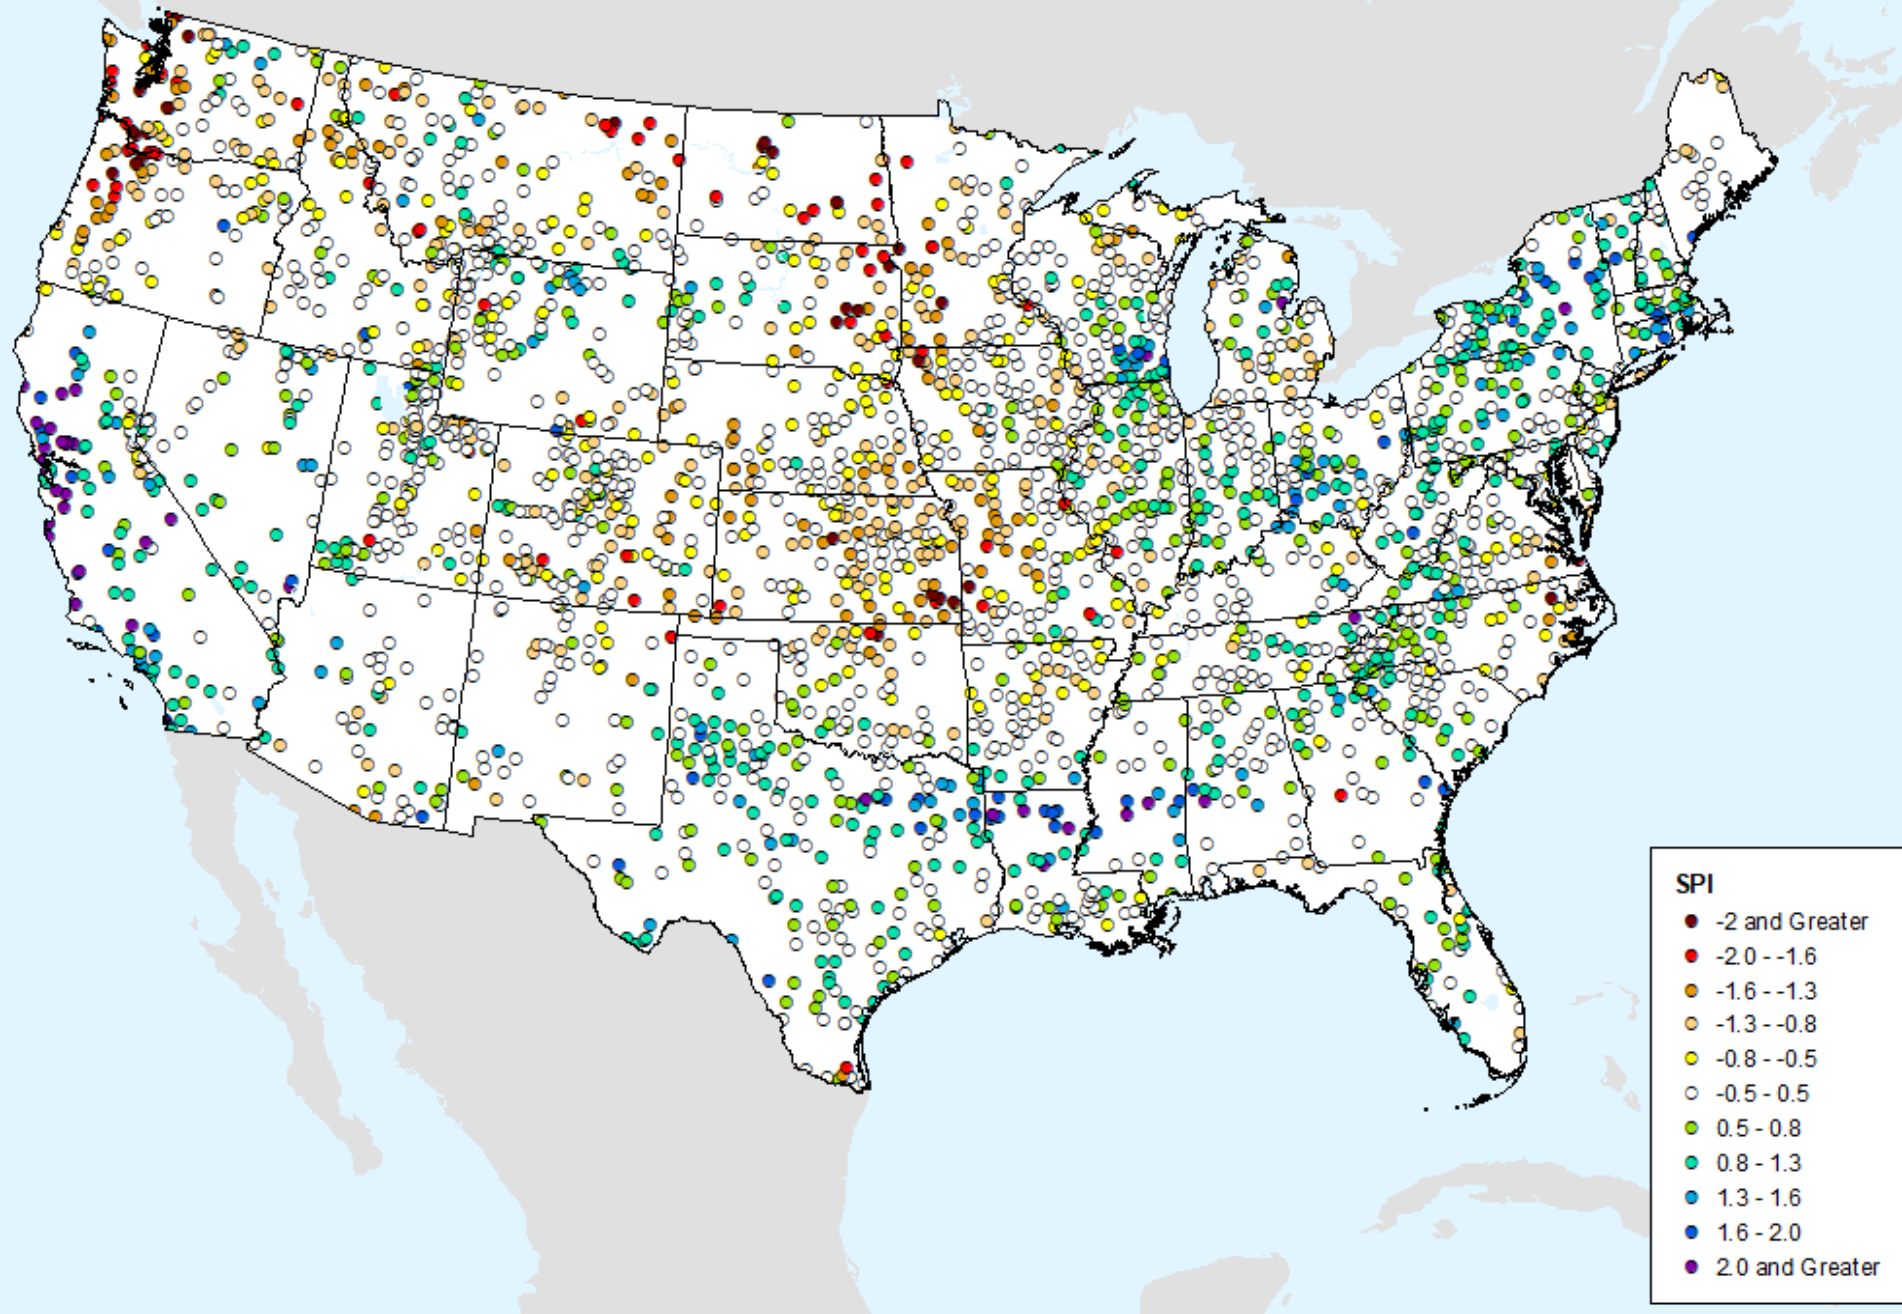 SPI
-2 and Greater
-2.0 - -1.6
-1.6 - -1.3
-1.3 - -0.8
-0.8 - -0.5
-0.5 - 0.5
0.5 - 0.8
0.8 - 1.3
1.3 - 1.6
1.6 - 2.0
2.0 and Greater